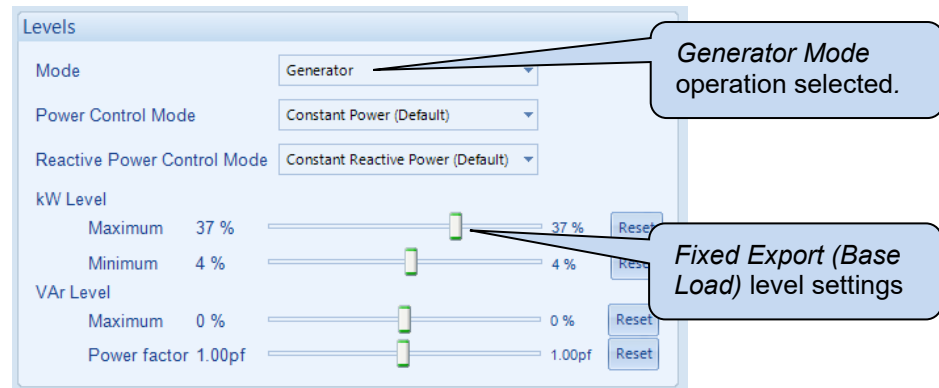 Levels
Mode Generator
Generator Mode
operation selected.
Power Control Mode Constant Power (Default)
Reactive Power Control Mode Constant Reactive Power (Default)
kW Level
Maximum 37 % 37 % Reset
Minimum 4 % 4 % Reset
Fixed Export (Base
Load) level settings
VAr Level
Maximum 0 % 0 % Reset
Power factor 1.00pf 1.00pf Reset